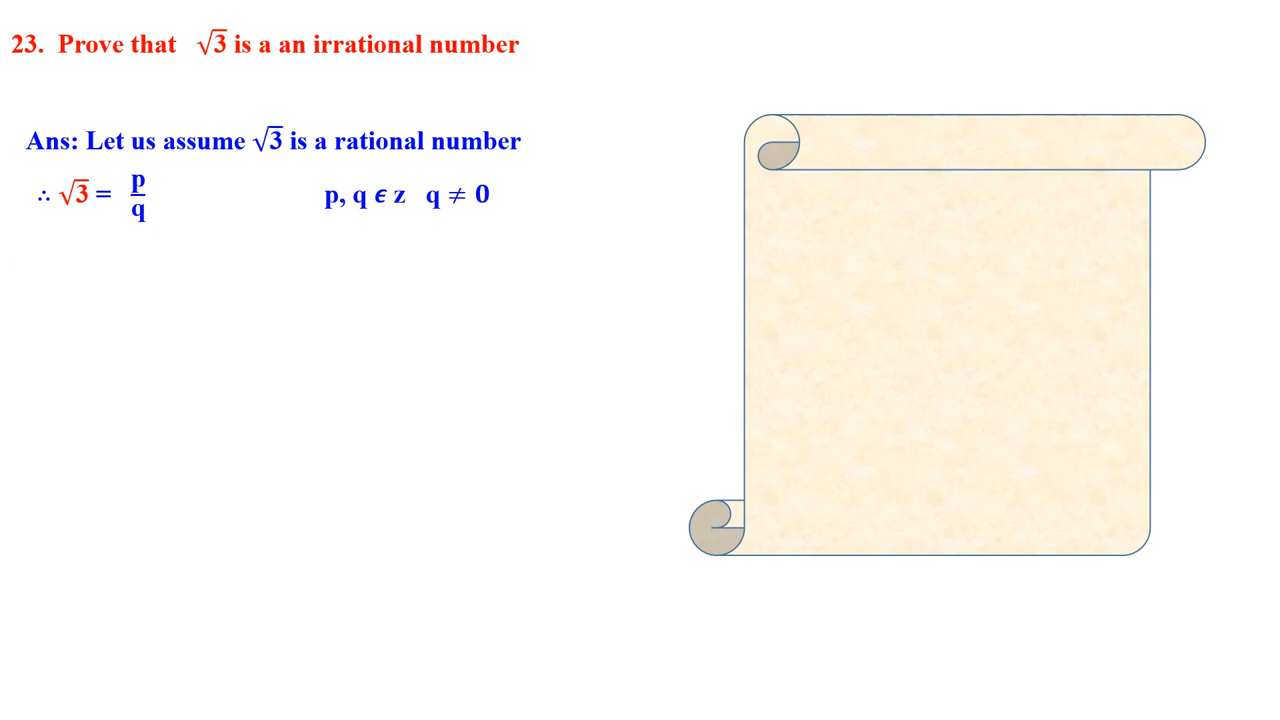 23. Prove that √3 is a an irrational number
Ans: Let us assume √3 is a rational number
∴ √3 = p/q p, q ϵ z q ≠ 0